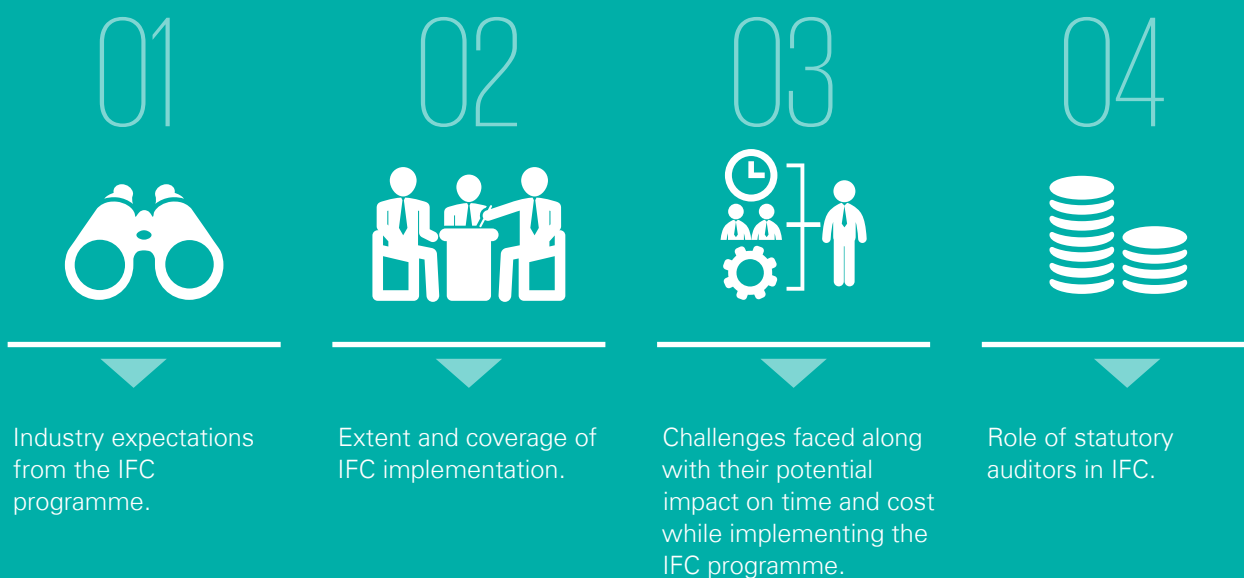 01
Industry expectations
from the IFC
programme.
02
Extent and coverage of
IFC implementation.
03
Challenges faced along
with their potential
impact on time and cost
while implementing the
IFC programme.
04
Role of statutory
auditors in IFC.